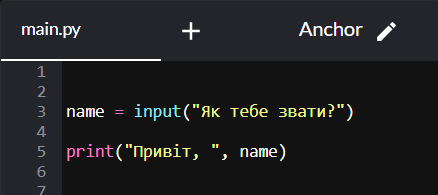 main.py + Anchor
1
2
3 name = input("Як тебе звати?")
4
5 print("Привіт, ", name)
6
7